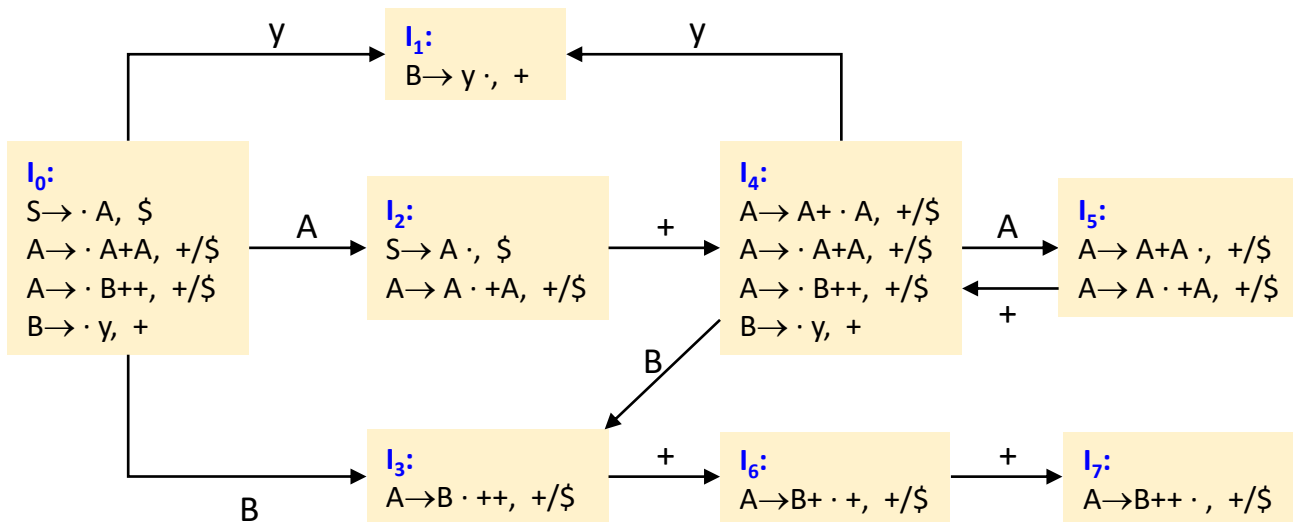 y
I1:
B→ y ·, +
y
I0:
S→ · A, $
A→ · A+A, +/$
A→ · B++, +/$
B→ · y, +
A
I2:
S→ A ·, $
A→ A · +A, +/$
+
I4:
A→ A+ · A, +/$
A→ · A+A, +/$
A→ · B++, +/$
B→ · y, +
A
+
I5:
A→ A+A ·, +/$
A→ A · +A, +/$
B
B
I3:
A→B · ++, +/$
+
I6:
A→B+ · +, +/$
+
I7:
A→B++ · , +/$